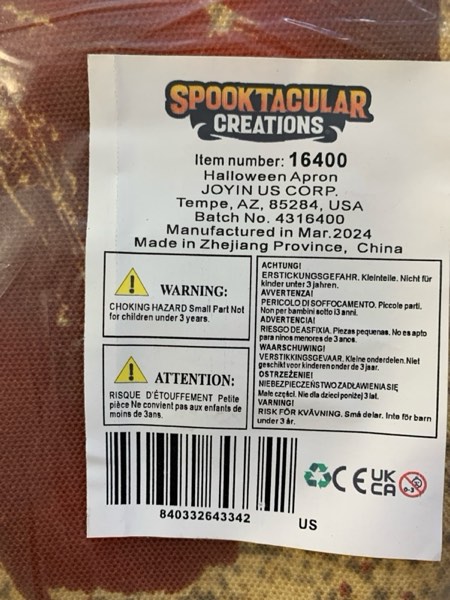 SPOOKTACULAR
CREATIONS
Item number: 16400
Halloween Apron
JOYIN US CORP.
Tempe, AZ, 85284, USA
Batch No. 4316400
Manufactured in Mar.2024
Made in Zhejiang Province, China
WARNING:
CHOKING HAZARD Small Part Not
for children under 3 years.
ATTENTION:
RISQUE D'ÉTOUFFEMENT Petite
pièce Ne convient pas aux enfants de
moins de 3ans.
ACHTUNG!
ERSTICKUNGSGEFAHR. Kleinteile. Nicht für
kinder unter 3 jahren.
AVVERTENZA!
PERICOLO DI SOFFOCAMENTO. Piccole parti.
Non per bambini sotto i3 anni.
ADVERTENCIA!
RIESGO DE ASFIXIA. Piezas pequenas. No es apto
para ninos menores de 3 anos.
WAARSCHUWING!
VERSTIKKINGSGEVAAR. Kleine onderdelen. Niet
geschikt voor kinderen onder de 3 jaar.
OSTRZEŻENIE!
NIEBEZPIECZEŃSTWO ZADŁAWIENIA SIĘ
Małe części. Nie dla dzieci poniżej 3 lat.
VARNING!
RISK FÖR KVÄVNING. Små delar. Inte för barn
under 3 år.
840332643342
US
CE
UK
CA
0-3